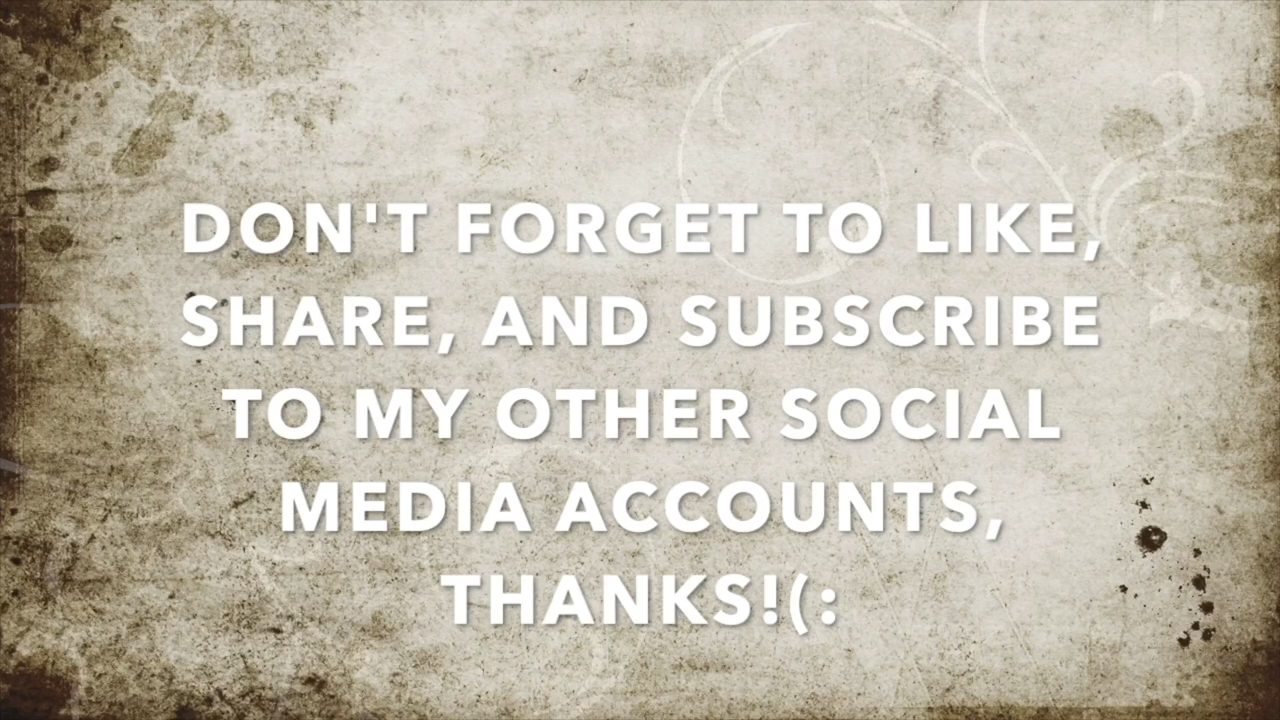 DON'T FORGET TO LIKE,
SHARE, AND SUBSCRIBE
TO MY OTHER SOCIAL
MEDIA ACCOUNTS,
THANKS!(: